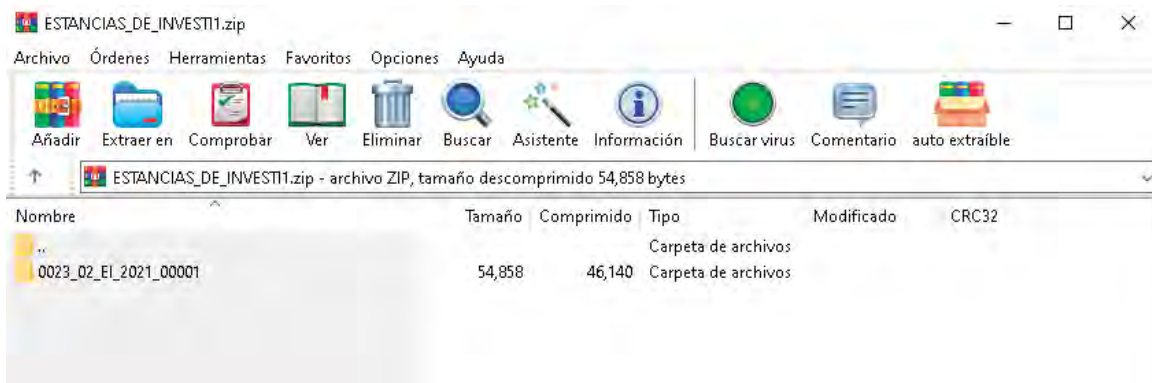 ESTANCIAS_DE_INVESTI1.zip
Archivo Órdenes Herramientas Favoritos Opciones Ayuda
Añadir Extraer en Comprobar Ver Eliminar Buscar Asistente Información Buscar virus Comentario auto extraíble
ESTANCIAS_DE_INVESTI1.zip - archivo ZIP, tamaño descomprimido 54,858 bytes
Nombre Tamaño Comprimido Tipo Modificado CRC32
.. Carpeta de archivos
0023_02_EI_2021_00001 54,858 46,140 Carpeta de archivos